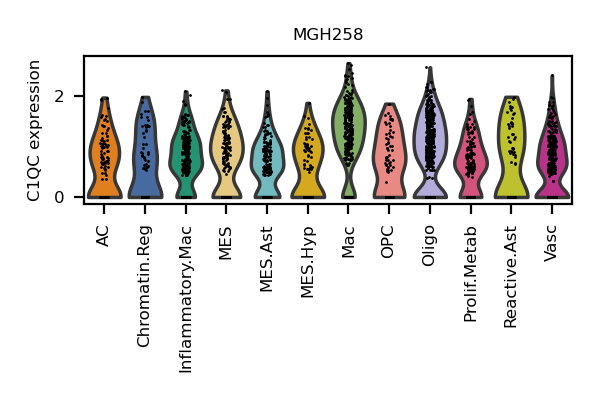 MGH258
C1QC expression
2
0
AC
Chromatin.Reg
Inflammatory.Mac
MES
MES.Ast
MES.Hyp
Mac
OPC
Oligo
Prolif.Metab
Reactive.Ast
Vasc